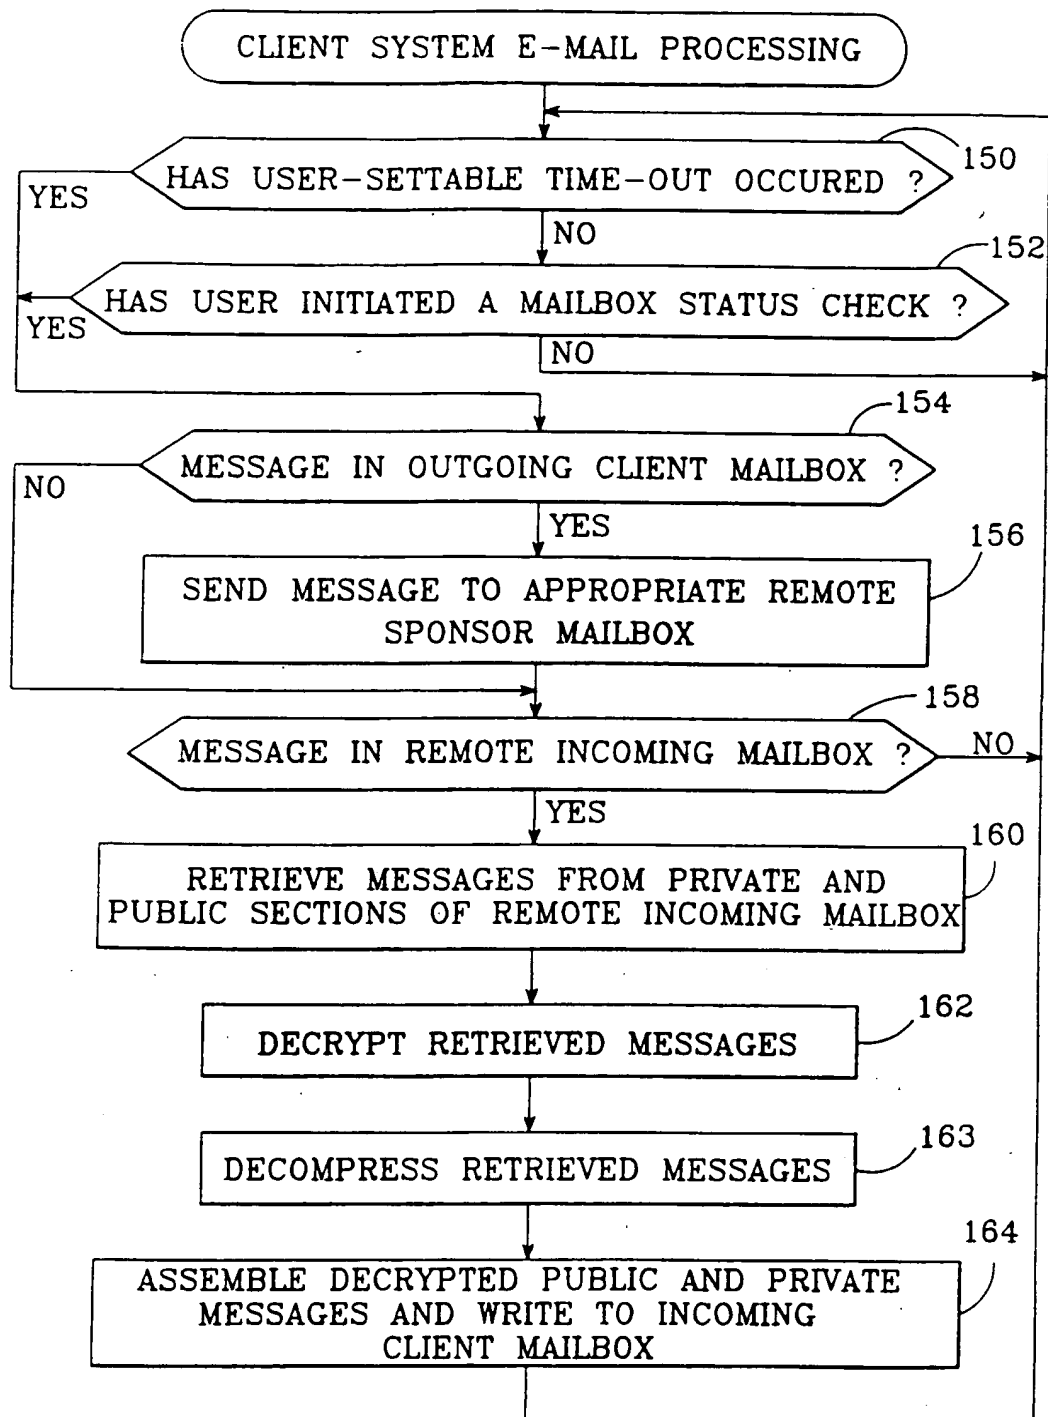 CLIENT SYSTEM E-MAIL PROCESSING
150
HAS USER-SETTABLE TIME-OUT OCCURED ?
YES
NO
152
HAS USER INITIATED A MAILBOX STATUS CHECK ?
YES
NO
154
MESSAGE IN OUTGOING CLIENT MAILBOX ?
NO
YES
156
SEND MESSAGE TO APPROPRIATE REMOTE
SPONSOR MAILBOX
158
MESSAGE IN REMOTE INCOMING MAILBOX ?
NO
YES
160
RETRIEVE MESSAGES FROM PRIVATE AND
PUBLIC SECTIONS OF REMOTE INCOMING MAILBOX
162
DECRYPT RETRIEVED MESSAGES
163
DECOMPRESS RETRIEVED MESSAGES
164
ASSEMBLE DECRYPTED PUBLIC AND PRIVATE
MESSAGES AND WRITE TO INCOMING
CLIENT MAILBOX